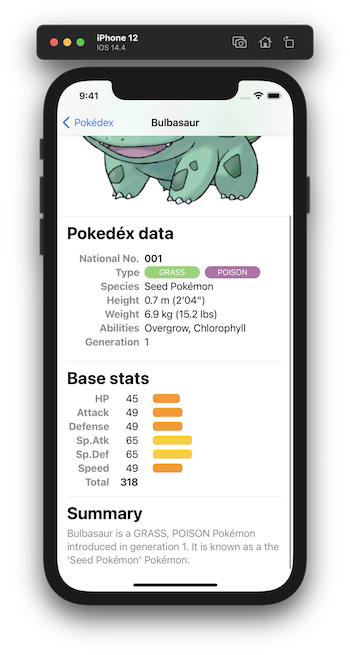 iPhone 12
iOS 14.4
9:41
Pokédex
Bulbasaur
Pokedéx data
National No. 001
Type GRASS POISON
Species Seed Pokémon
Height 0.7 m (2'04")
Weight 6.9 kg (15.2 lbs)
Abilities Overgrow, Chlorophyll
Generation 1
Base stats
HP 45
Attack 49
Defense 49
Sp.Atk 65
Sp.Def 65
Speed 49
Total 318
Summary
Bulbasaur is a GRASS, POISON Pokémon
introduced in generation 1. It is known as a the
'Seed Pokémon' Pokémon.